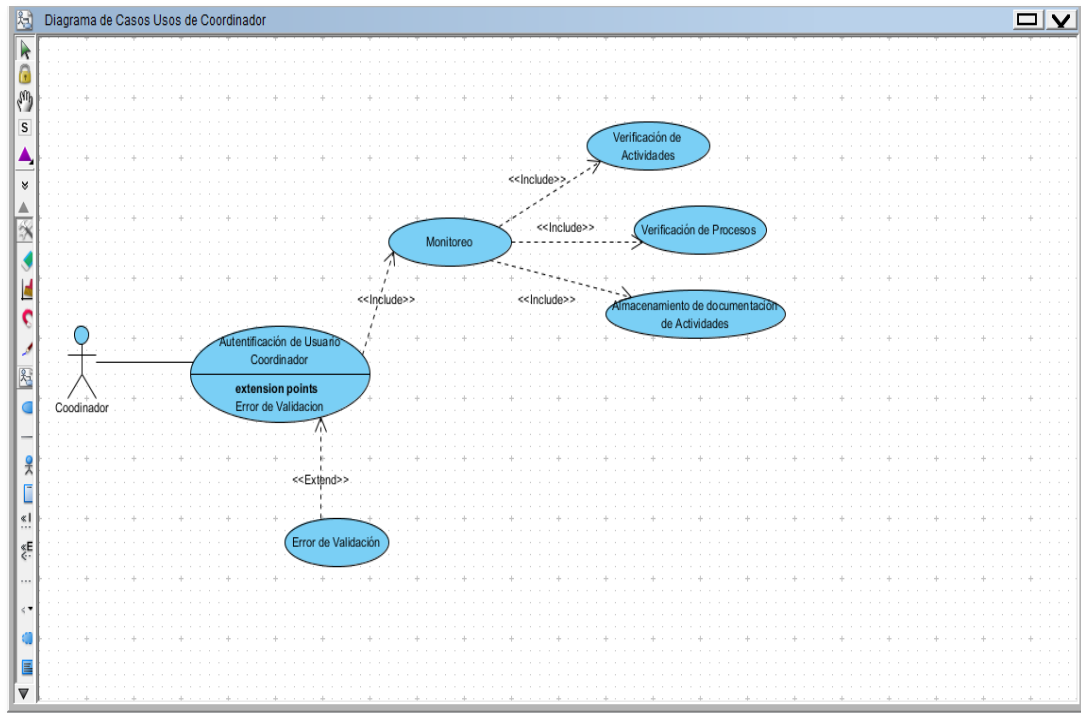 Diagrama de Casos Usos de Coordinador
S
Verificación de
Actividades
<<Include>>
Verificación de Procesos
<<Include>>
Monitoreo
<<Include>>
Almacenamiento de documentación
de Actividades
<<Include>>
Autentificación de Usuario
Coordinador
extension points
Error de Validacion
Coodinador
<<Extend>>
Error de Validación